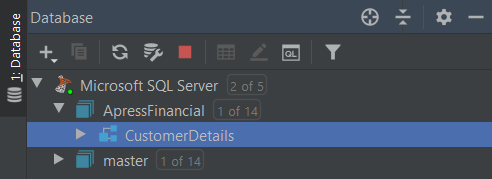 Database
1: Database
QL
Microsoft SQL Server 2 of 5
ApressFinancial 1 of 14
CustomerDetails
master 1 of 14